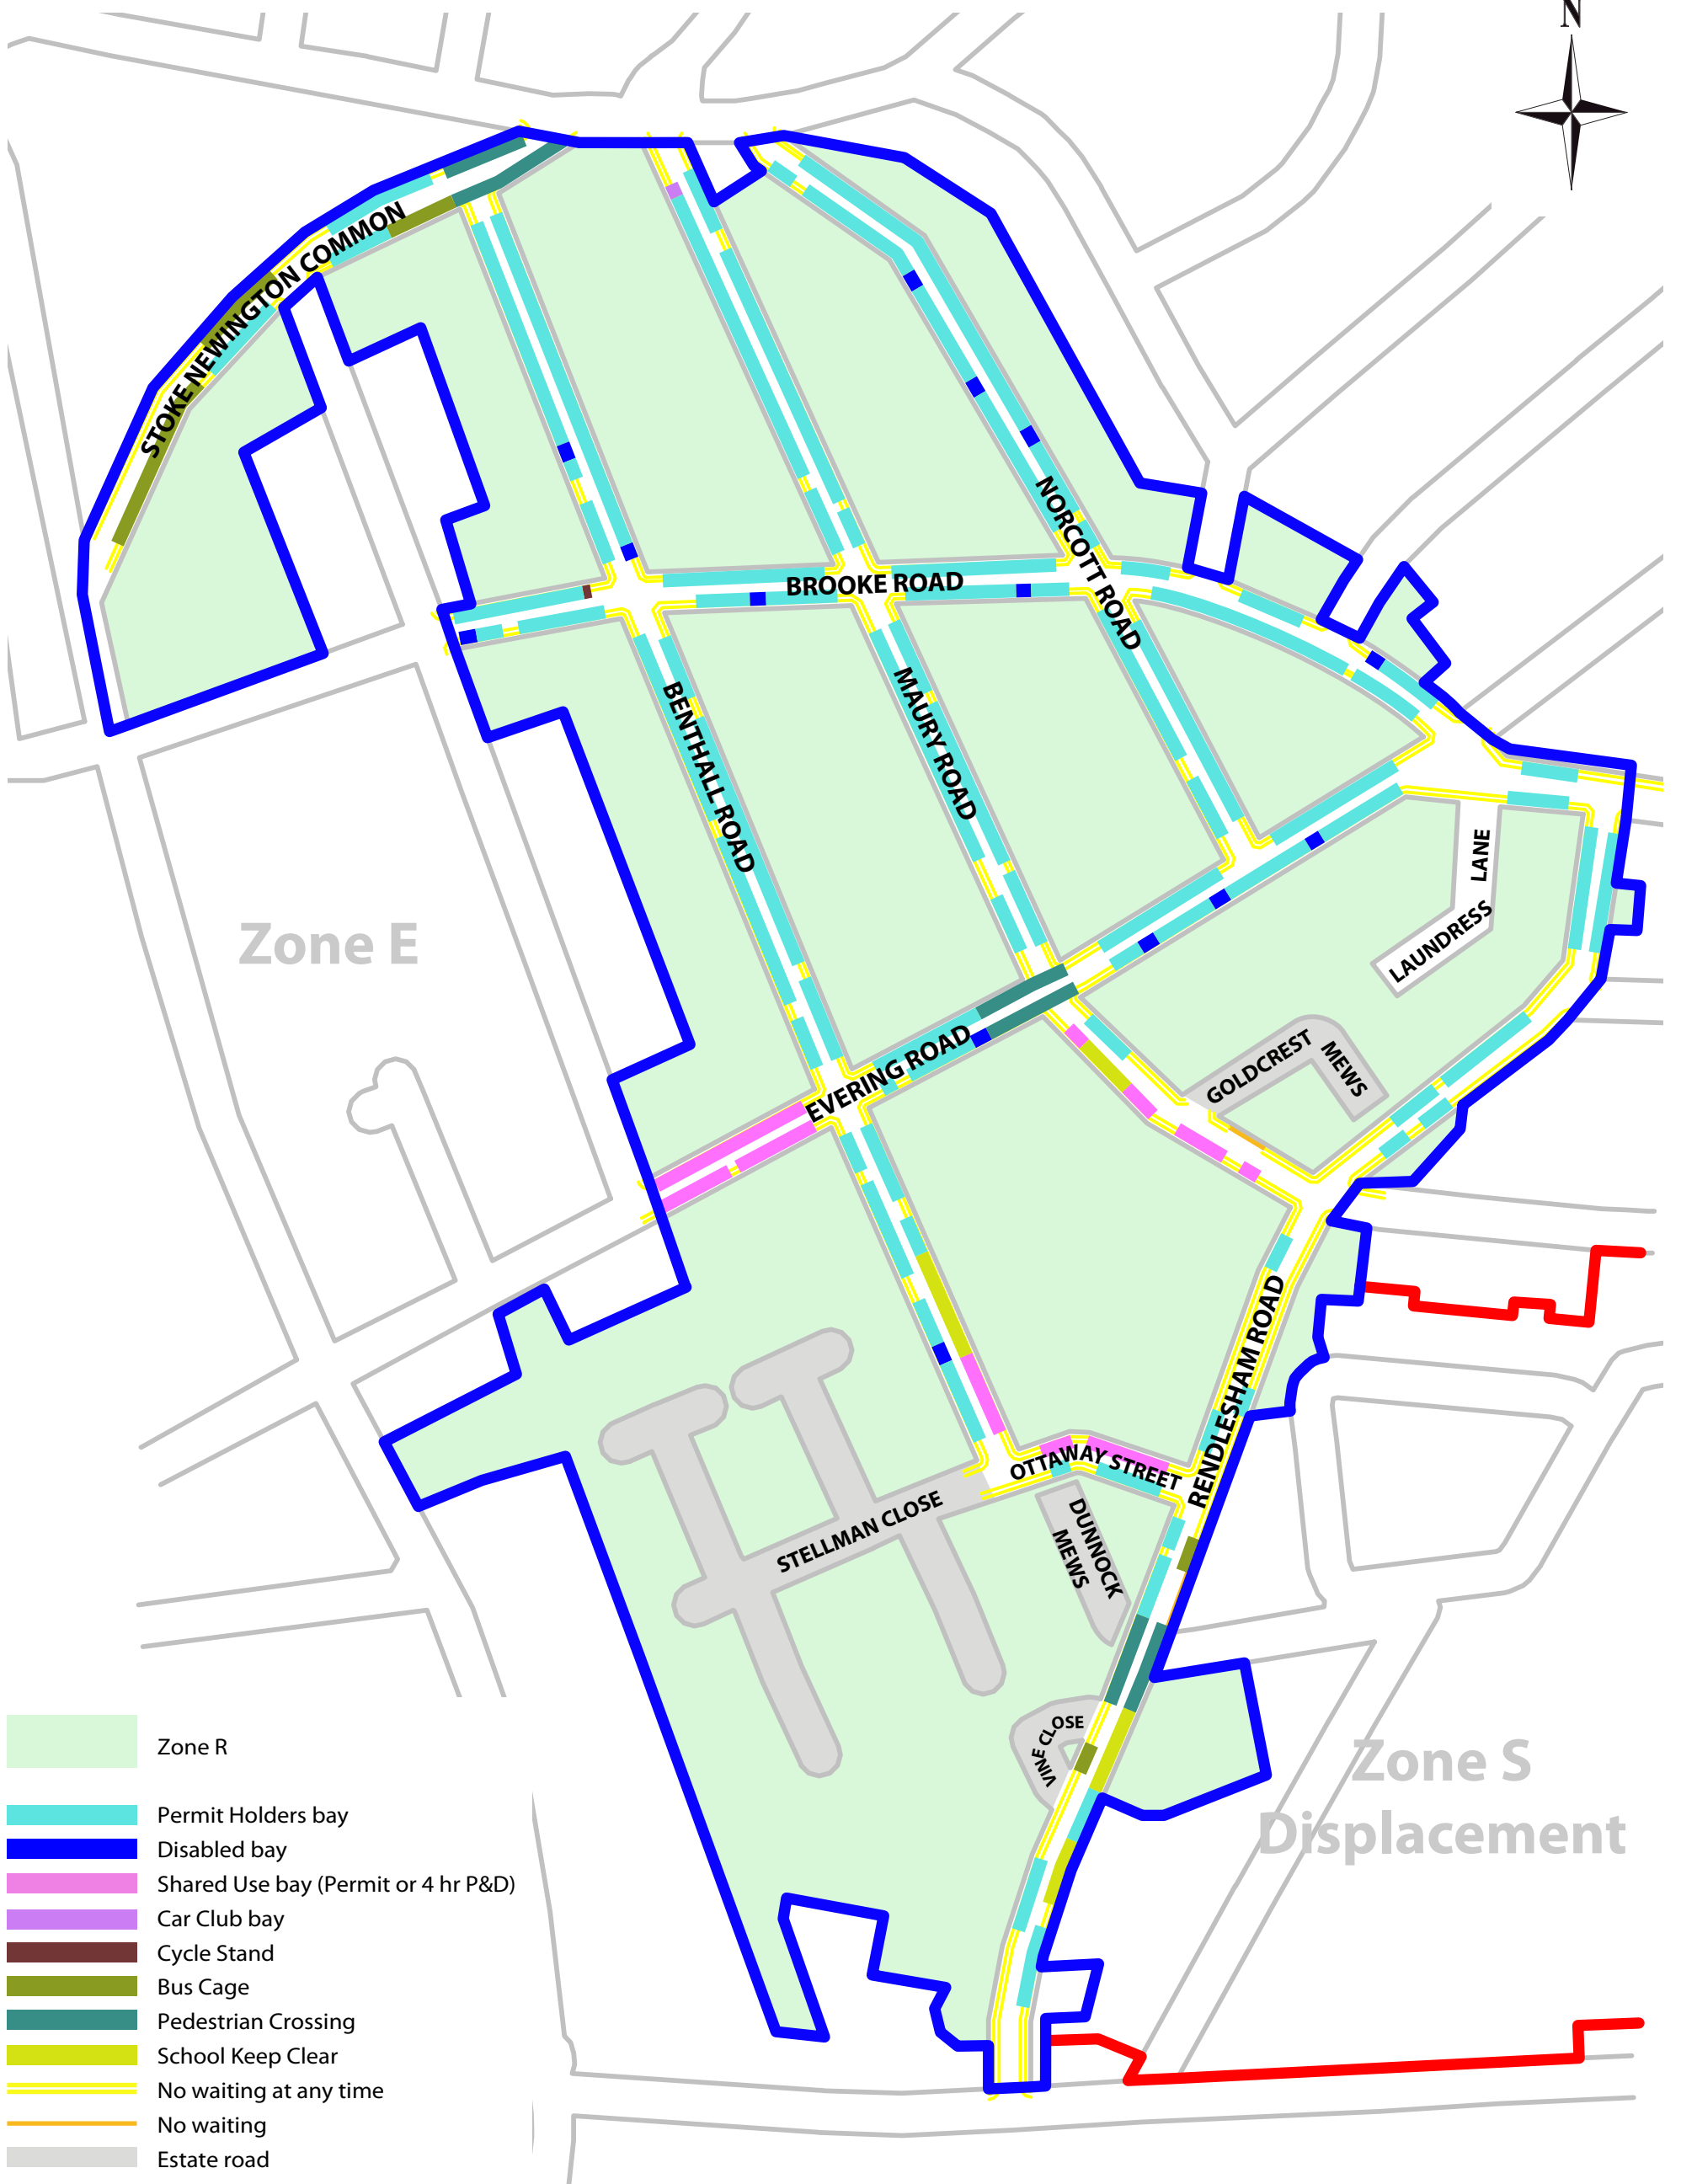 N
STOKE NEWINGTON COMMON
NORCOTT ROAD
BROOKE ROAD
BENTHALL ROAD
MAURY ROAD
LAUNDRESS LANE
Zone E
EVERING ROAD
GOLDCREST MEWS
RENDLESHAM ROAD
OTTAWAY STREET
STELLMAN CLOSE
DUNNOCK
MEWS
VINE CLOSE
Zone S
Displacement
Zone R
Permit Holders bay
Disabled bay
Shared Use bay (Permit or 4 hr P&D)
Car Club bay
Cycle Stand
Bus Cage
Pedestrian Crossing
School Keep Clear
No waiting at any time
No waiting
Estate road